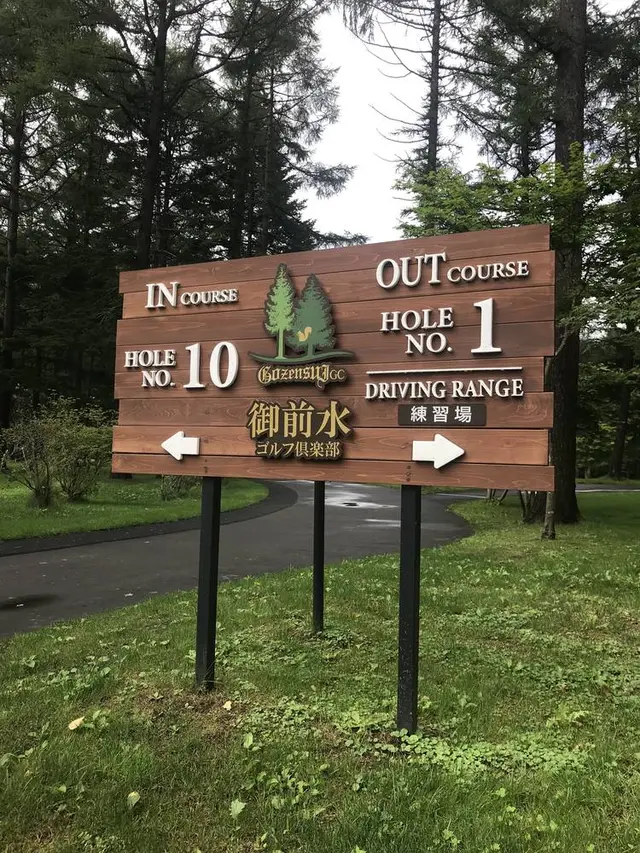 IN COURSE
HOLE
NO. 10
GozensuiGC
御前水
ゴルフ倶楽部
OUT COURSE
HOLE
NO. 1
DRIVING RANGE
練習場